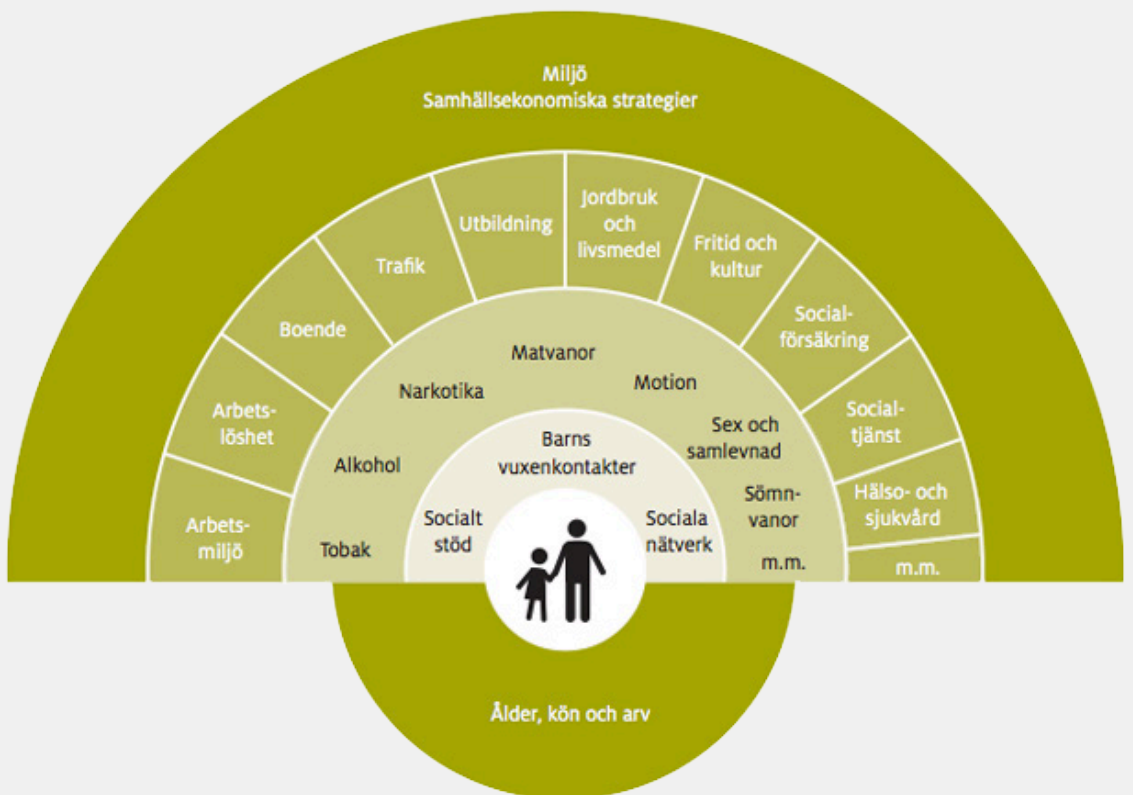 Miljö
Samhällsekonomiska strategier
Arbets-
miljö
Arbets-
löshet
Boende
Trafik
Utbildning
Jordbruk
och
livsmedel
Fritid och
kultur
Social-
försäkring
Social-
tjänst
Hälso- och
sjukvård
m.m.
Tobak
Alkohol
Narkotika
Matvanor
Motion
Sex och
samlevnad
Sömn-
vanor
m.m.
Socialt
stöd
Barns
vuxenkontakter
Sociala
nätverk
Ålder, kön och arv